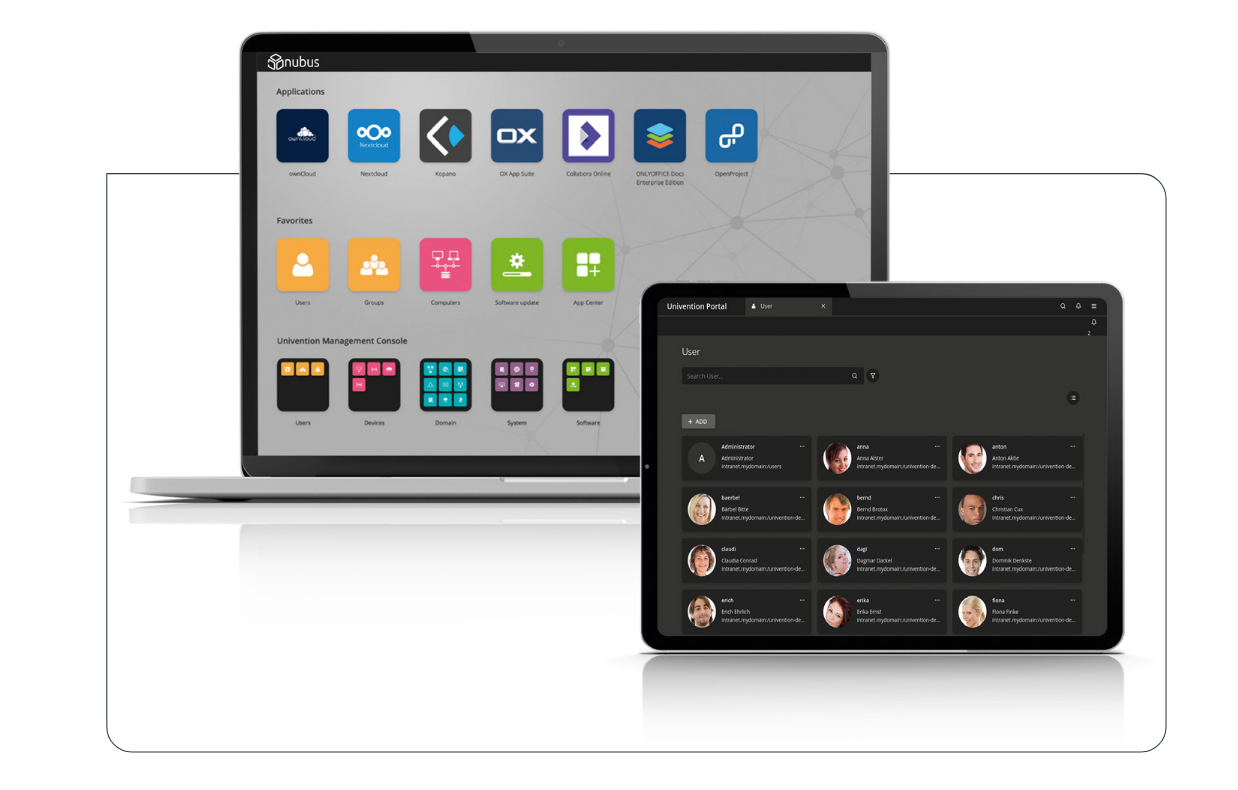 nubus
Applications
ownCloud
Nextcloud
ownCloud
Nextcloud
Kopano
OX App Suite
Collabora Online
ONLYOFFICE Docs
Enterprise Edition
OpenProject
OX
Favorites
Users
Groups
Computers
Software update
App Center
Univention Management Console
Users
Devices
Domain
System
Software
Univention Portal
User
2
User
Search User...
+ ADD
A
Administrator
Administrator
intranet.mydomain:/users
anna
Anna Alster
intranet.mydomain:/univention-de...
anton
Anton Aktie
intranet.mydomain:/univention-de...
baerbel
Bärbel Bitte
intranet.mydomain:/univention-de...
bernd
Bernd Brotox
intranet.mydomain:/univention-de...
chris
Christian Cux
intranet.mydomain:/univention-de...
claudi
Claudia Conrad
intranet.mydomain:/univention-de...
dagi
Dagmar Dackel
intranet.mydomain:/univention-de...
dom
Dominik Denkste
intranet.mydomain:/univention-de...
erich
Erich Ehrlich
intranet.mydomain:/univention-de...
erika
Erika Ernst
intranet.mydomain:/univention-de...
fiona
Fiona Finke
intranet.mydomain:/univention-de...